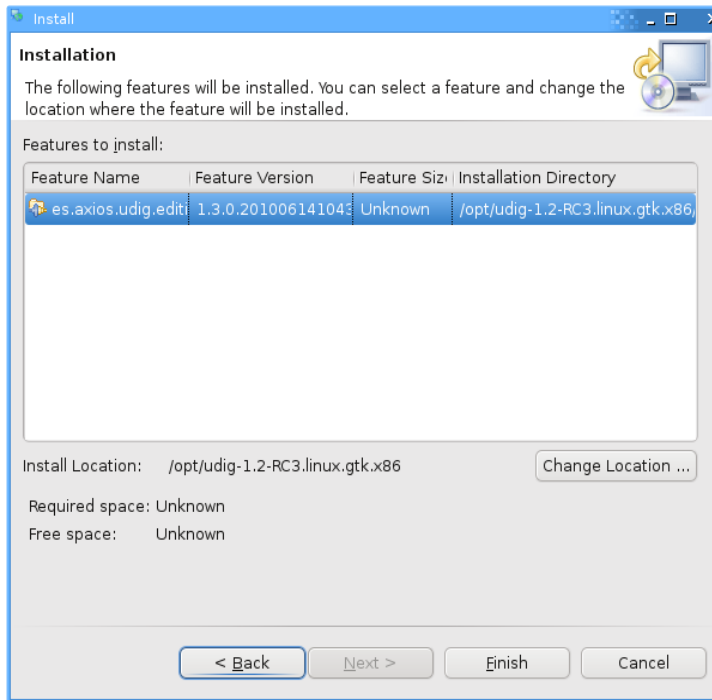 Install
Installation
The following features will be installed. You can select a feature and change the
location where the feature will be installed.
Features to install:
Feature Name Feature Version Feature Siz Installation Directory
es.axios.udig.editi 1.3.0.201006141043 Unknown /opt/udig-1.2-RC3.linux.gtk.x86/
Install Location: /opt/udig-1.2-RC3.linux.gtk.x86 Change Location ...
Required space: Unknown
Free space: Unknown
< Back Next > Finish Cancel